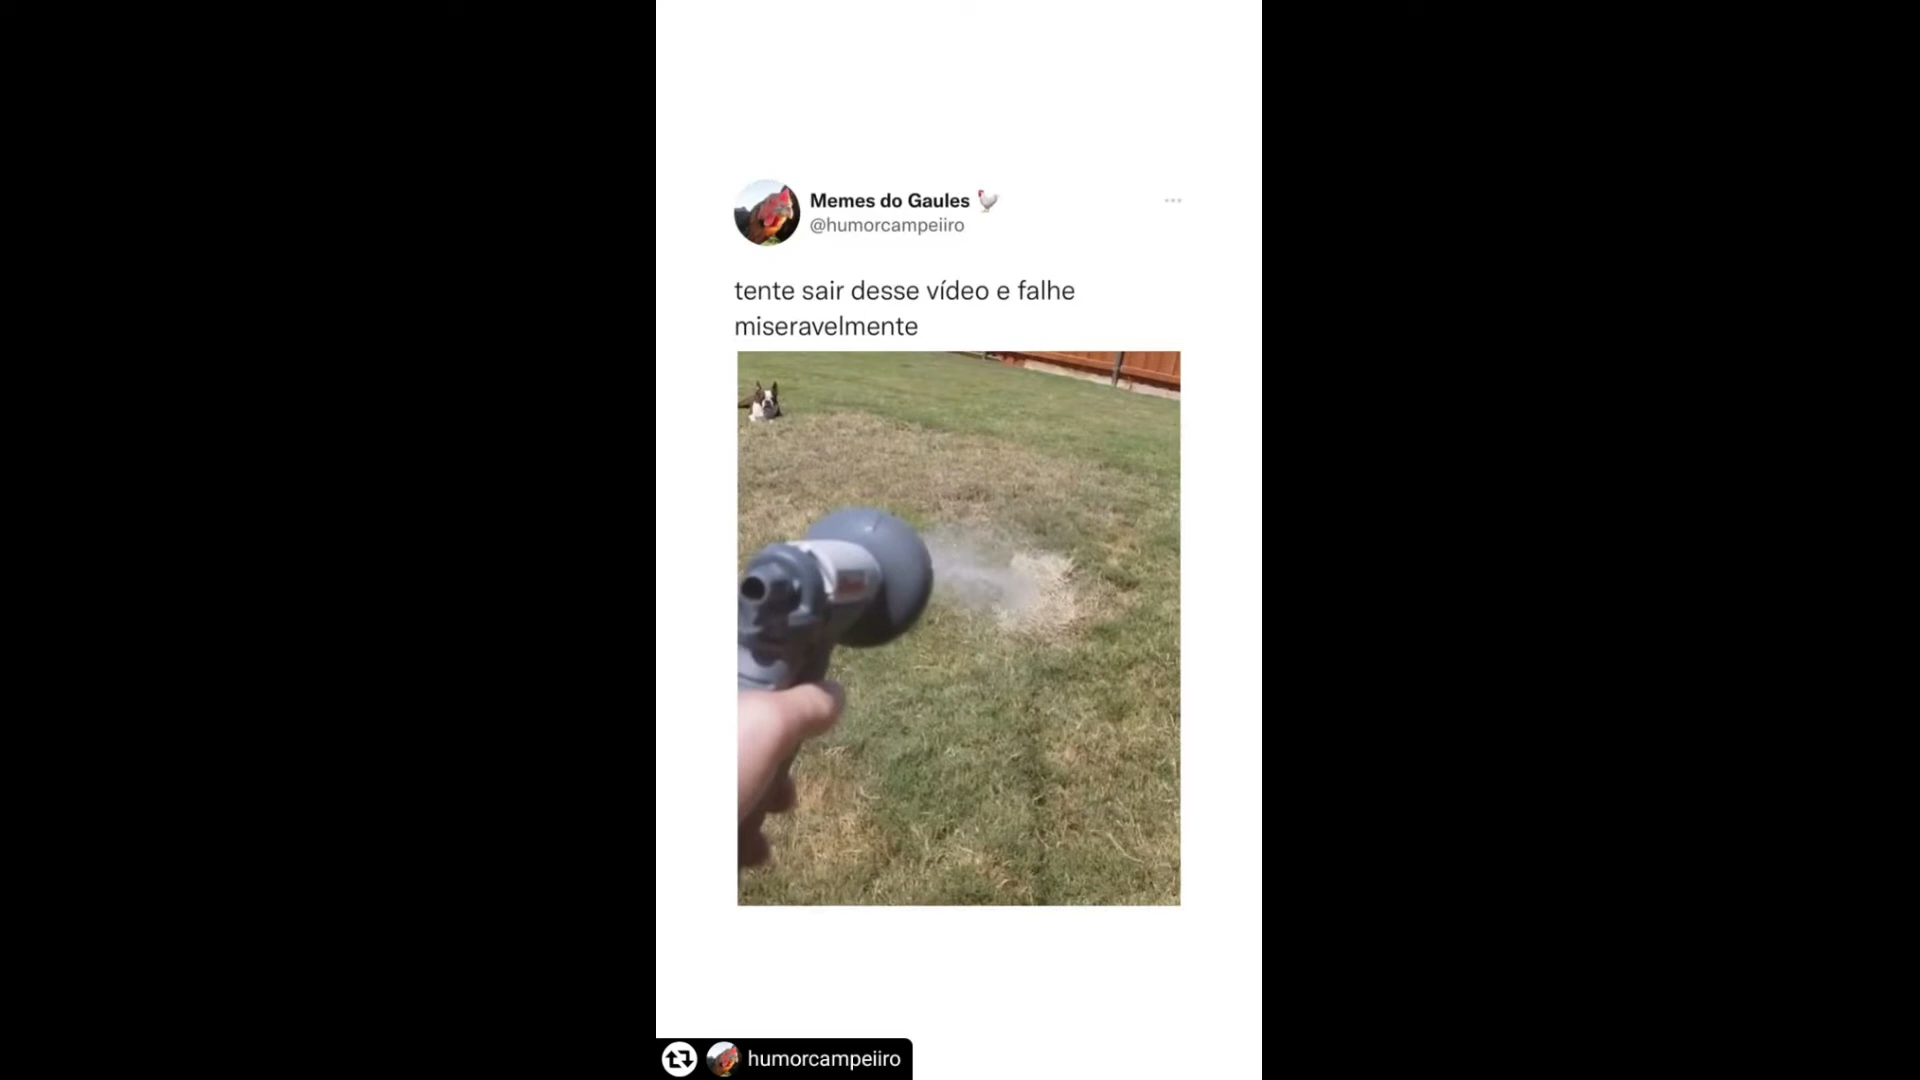 Memes do Gaules 🐓
@humorcampeiiro
tente sair desse vídeo e falhe
miseravelmente
humorcampeiiro